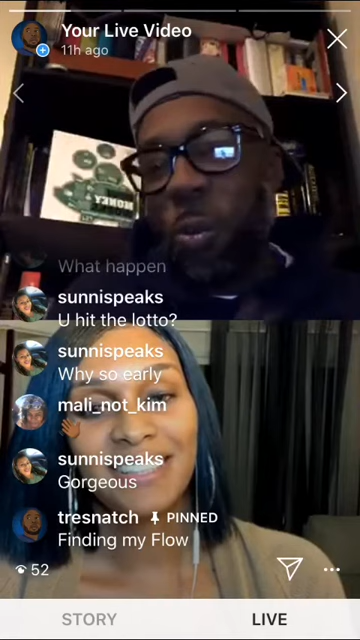 Your Live Video
11h ago
MONEY
What happen
sunnispeaks
U hit the lotto?
sunnispeaks
Why so early
mali_not_kim
sunnispeaks
Gorgeous
tresnatch PINNED
Finding my Flow
52
STORY
LIVE